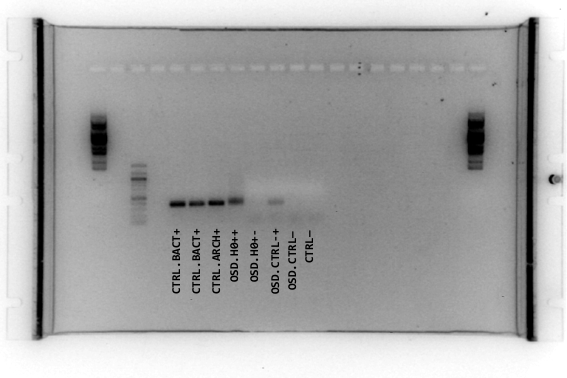 CTRL.BACT+
CTRL.BACT+
CTRL.ARCH+
OSD.H0++
OSD.H0+-
OSD.CTRL-+
OSD.CTRL-
CTRL-